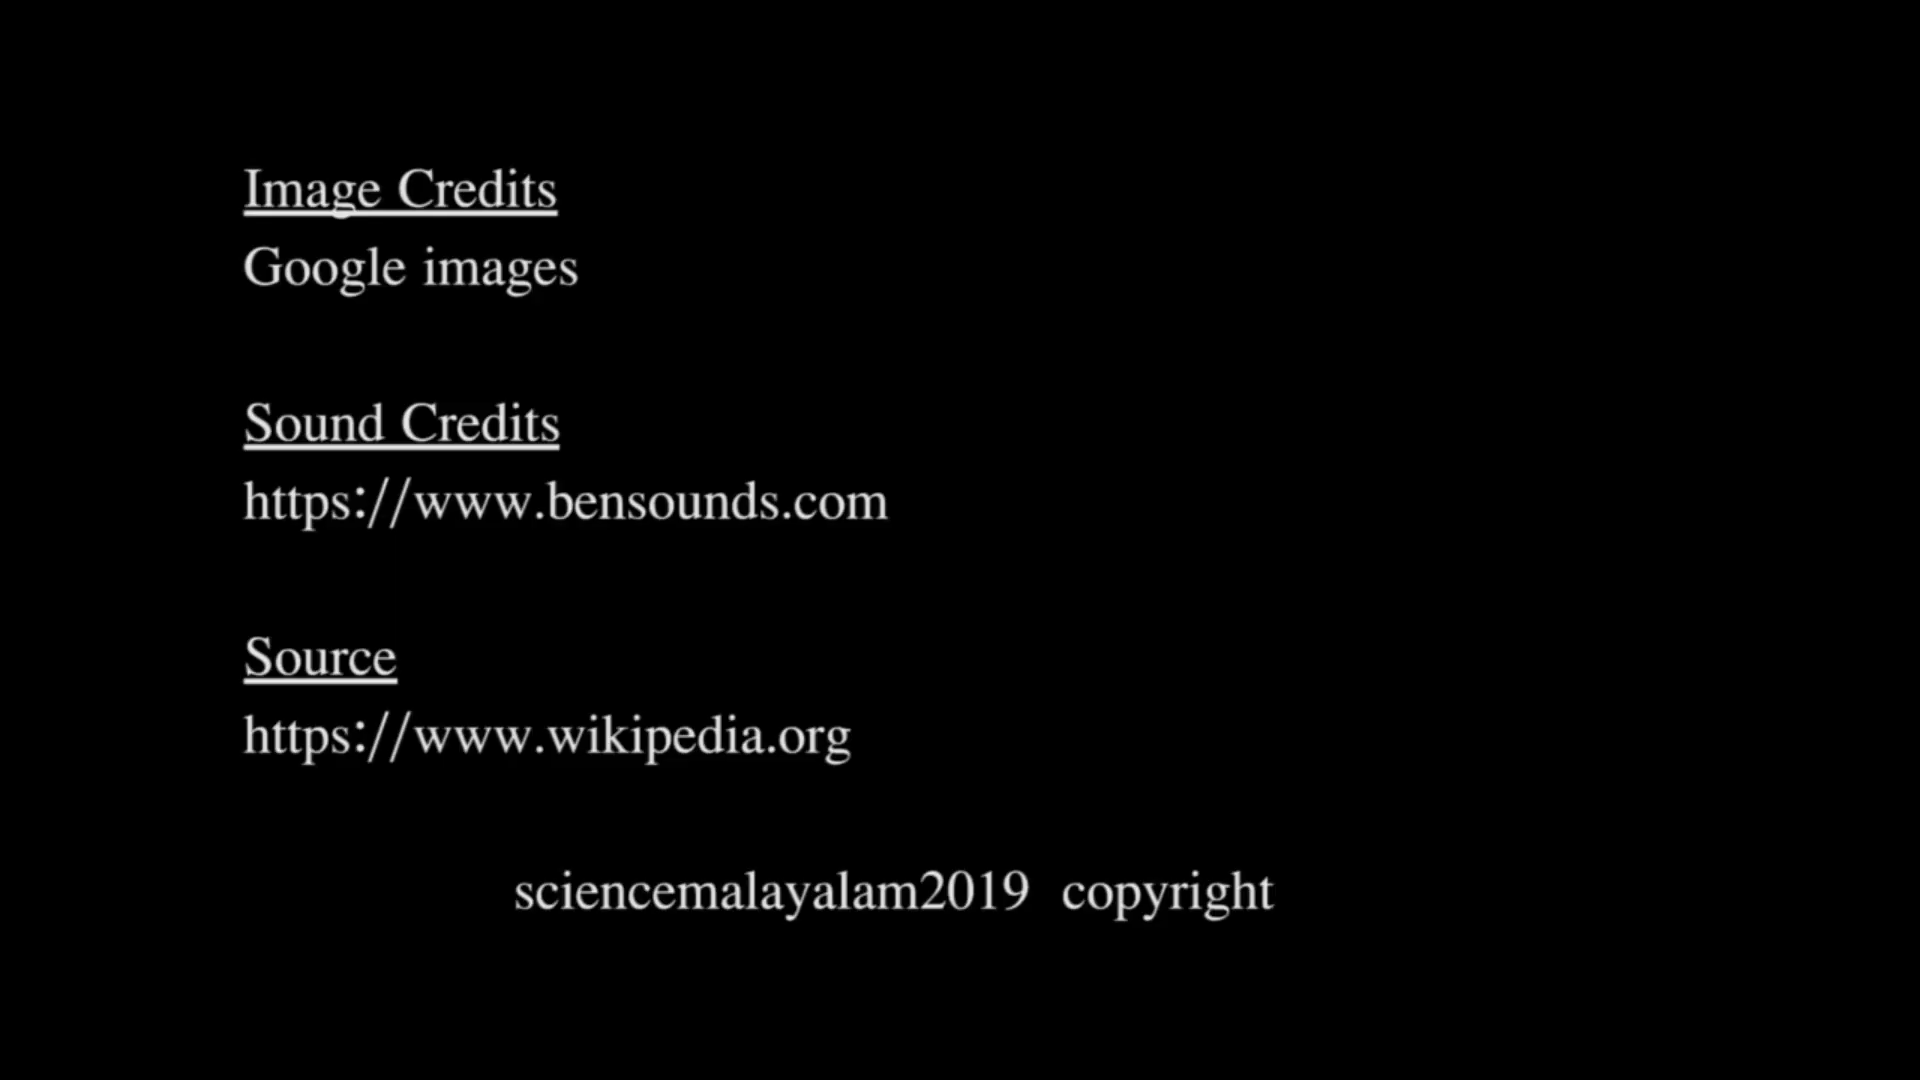 Image Credits
Google images
Sound Credits
https://www.bensounds.com
Source
https://www.wikipedia.org
sciencemalayalam2019 copyright